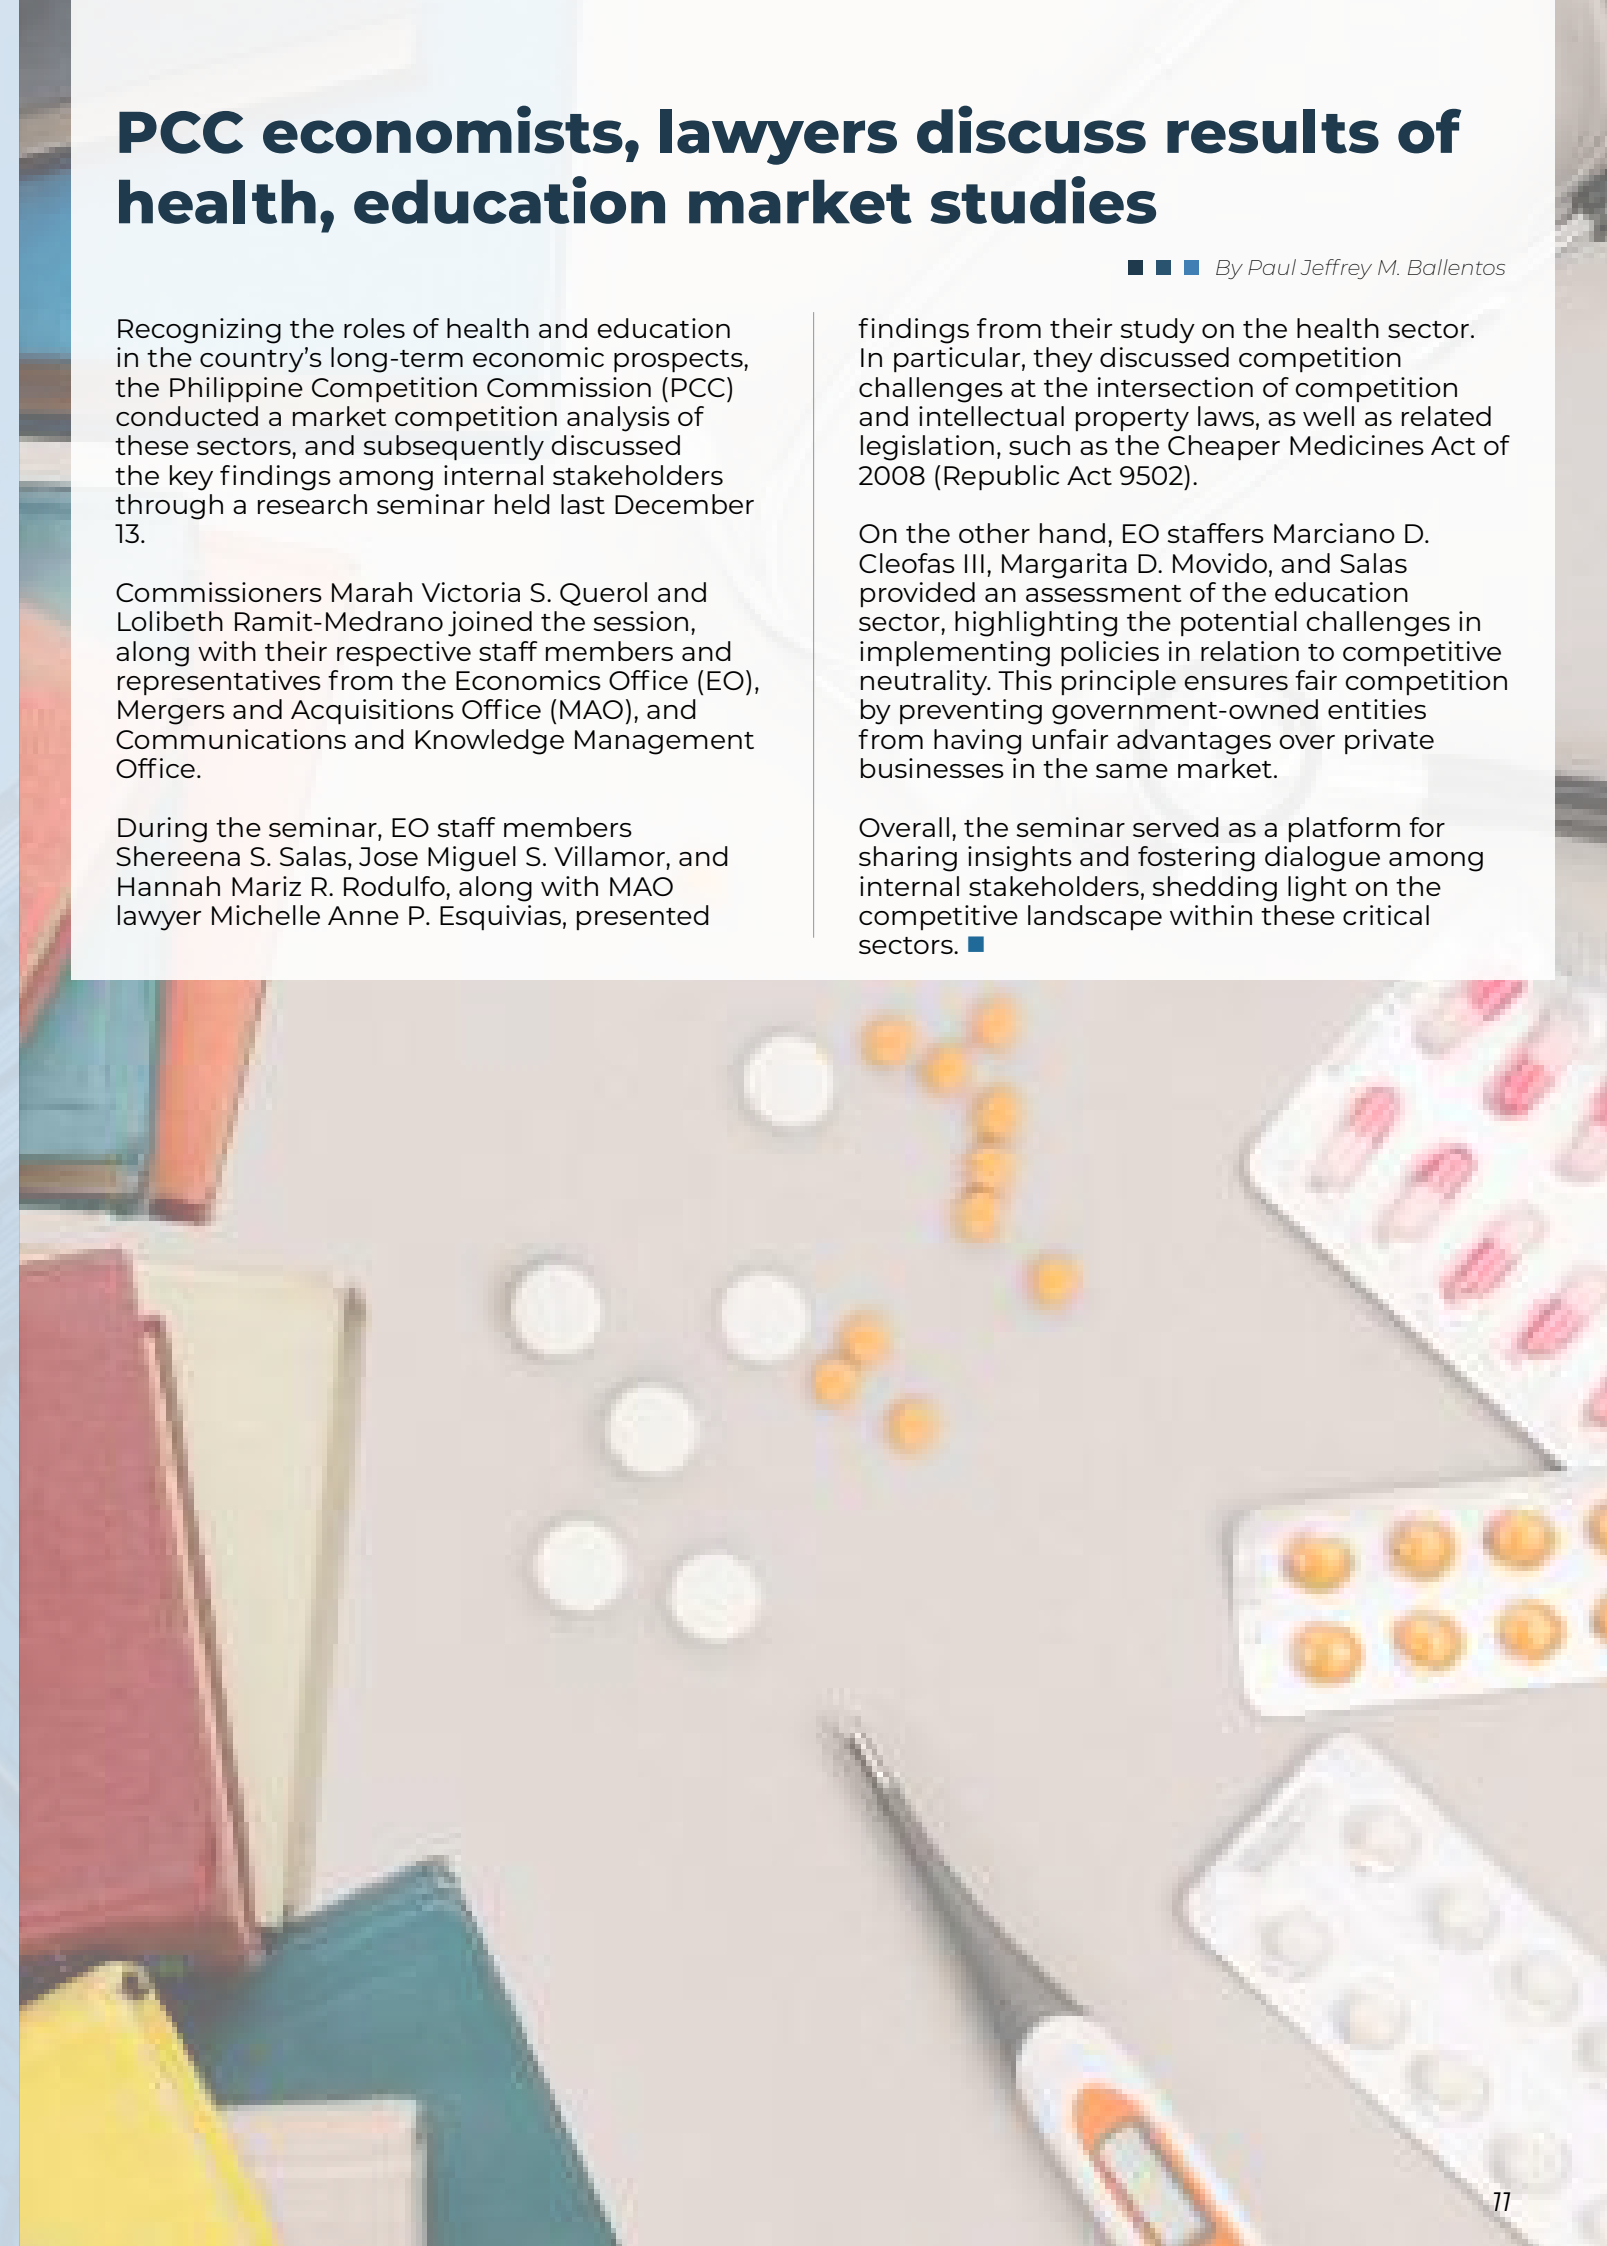 PCC economists, lawyers discuss results of
health, education market studies
By Paul Jeffrey M. Ballentos
Recognizing the roles of health and education
in the country’s long-term economic prospects,
the Philippine Competition Commission (PCC)
conducted a market competition analysis of
these sectors, and subsequently discussed
the key findings among internal stakeholders
through a research seminar held last December
13.
Commissioners Marah Victoria S. Querol and
Lolibeth Ramit-Medrano joined the session,
along with their respective staff members and
representatives from the Economics Office (EO),
Mergers and Acquisitions Office (MAO), and
Communications and Knowledge Management
Office.
During the seminar, EO staff members
Shereena S. Salas, Jose Miguel S. Villamor, and
Hannah Mariz R. Rodulfo, along with MAO
lawyer Michelle Anne P. Esquivias, presented
findings from their study on the health sector.
In particular, they discussed competition
challenges at the intersection of competition
and intellectual property laws, as well as related
legislation, such as the Cheaper Medicines Act of
2008 (Republic Act 9502).
On the other hand, EO staffers Marciano D.
Cleofas III, Margarita D. Movido, and Salas
provided an assessment of the education
sector, highlighting the potential challenges in
implementing policies in relation to competitive
neutrality. This principle ensures fair competition
by preventing government-owned entities
from having unfair advantages over private
businesses in the same market.
Overall, the seminar served as a platform for
sharing insights and fostering dialogue among
internal stakeholders, shedding light on the
competitive landscape within these critical
sectors.
11